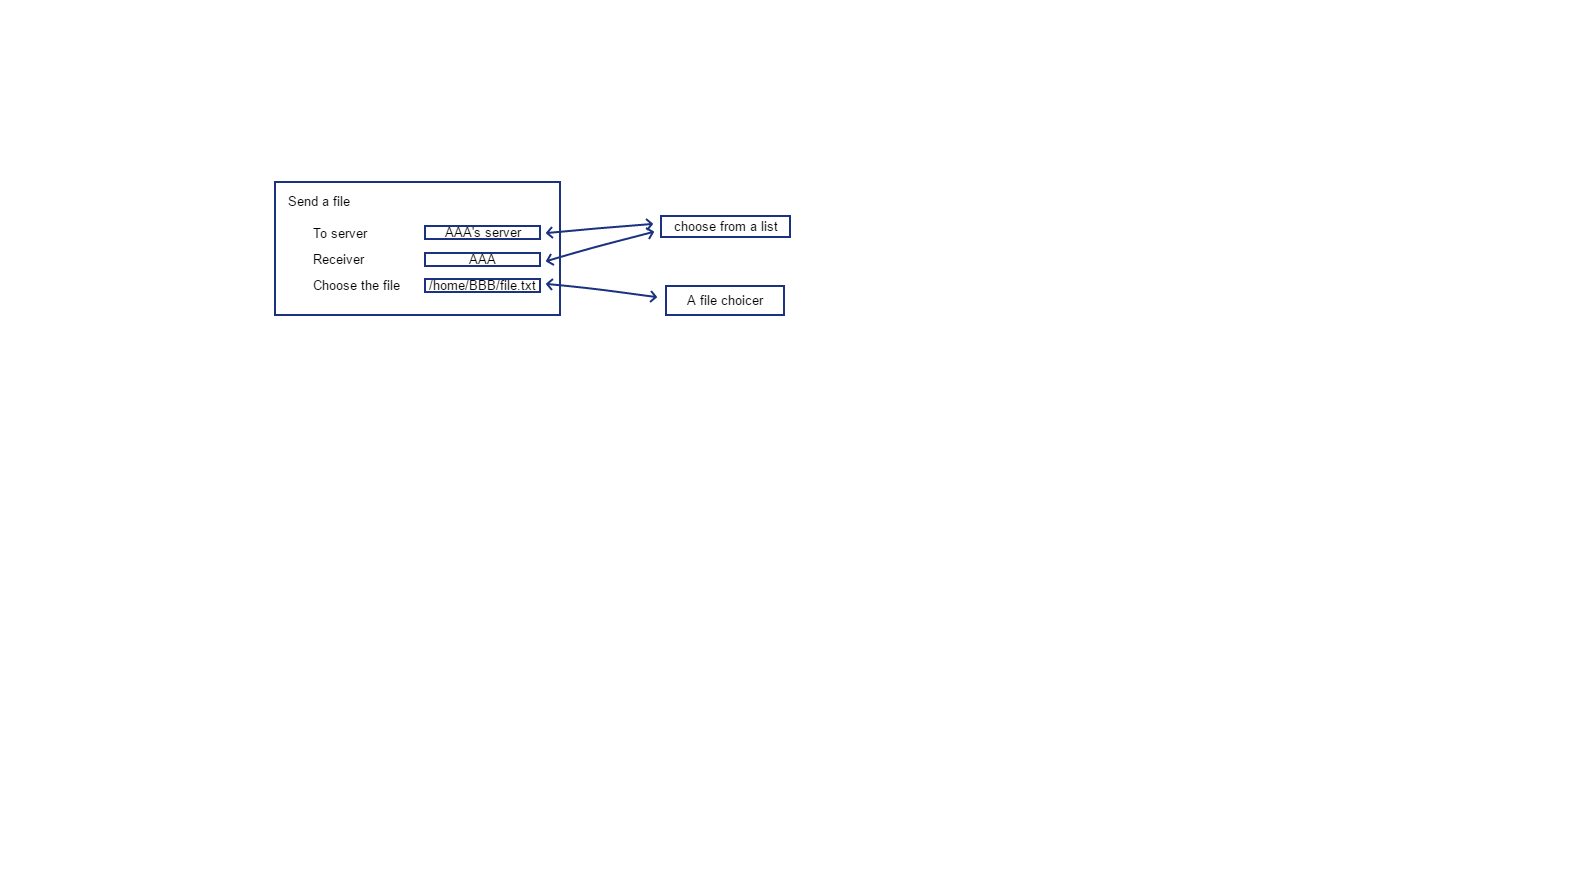 Send a file
To server AAA's server
Receiver AAA
Choose the file /home/BBB/file.txt
choose from a list
A file choicer